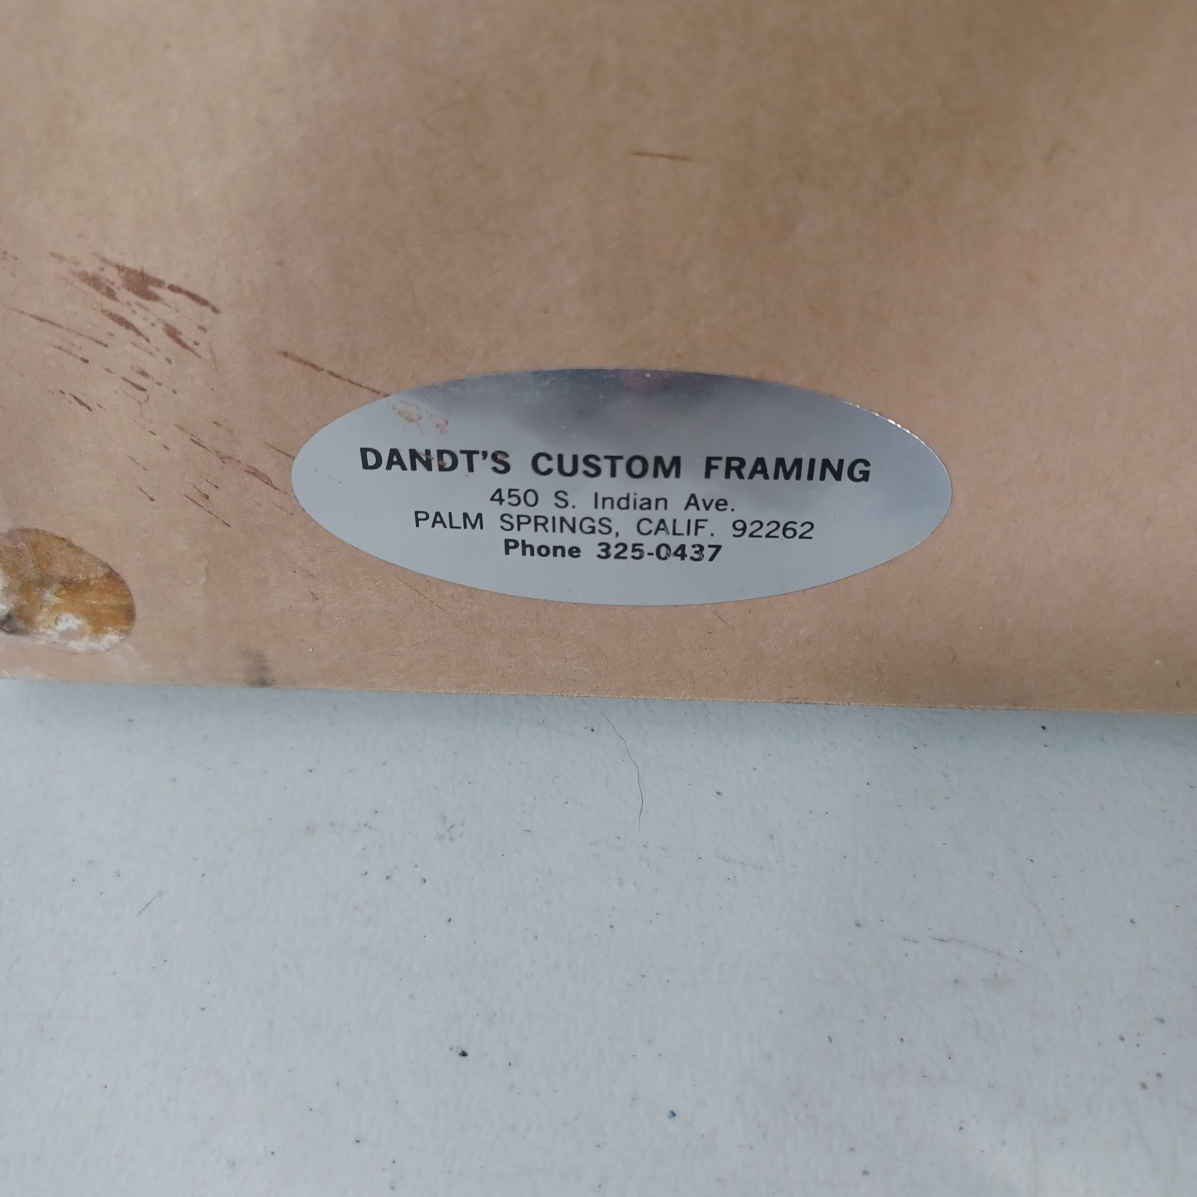 DANDT'S CUSTOM FRAMING
450 S. Indian Ave.
PALM SPRINGS, CALIF. 92262
Phone 325-0437